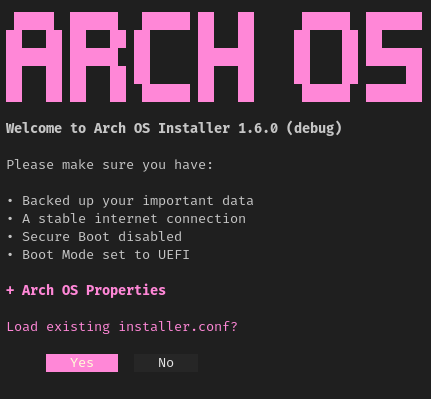 ARCH OS
Welcome to Arch OS Installer 1.6.0 (debug)
Please make sure you have:
• Backed up your important data
• A stable internet connection
• Secure Boot disabled
• Boot Mode set to UEFI
+ Arch OS Properties
Load existing installer.conf?
Yes No